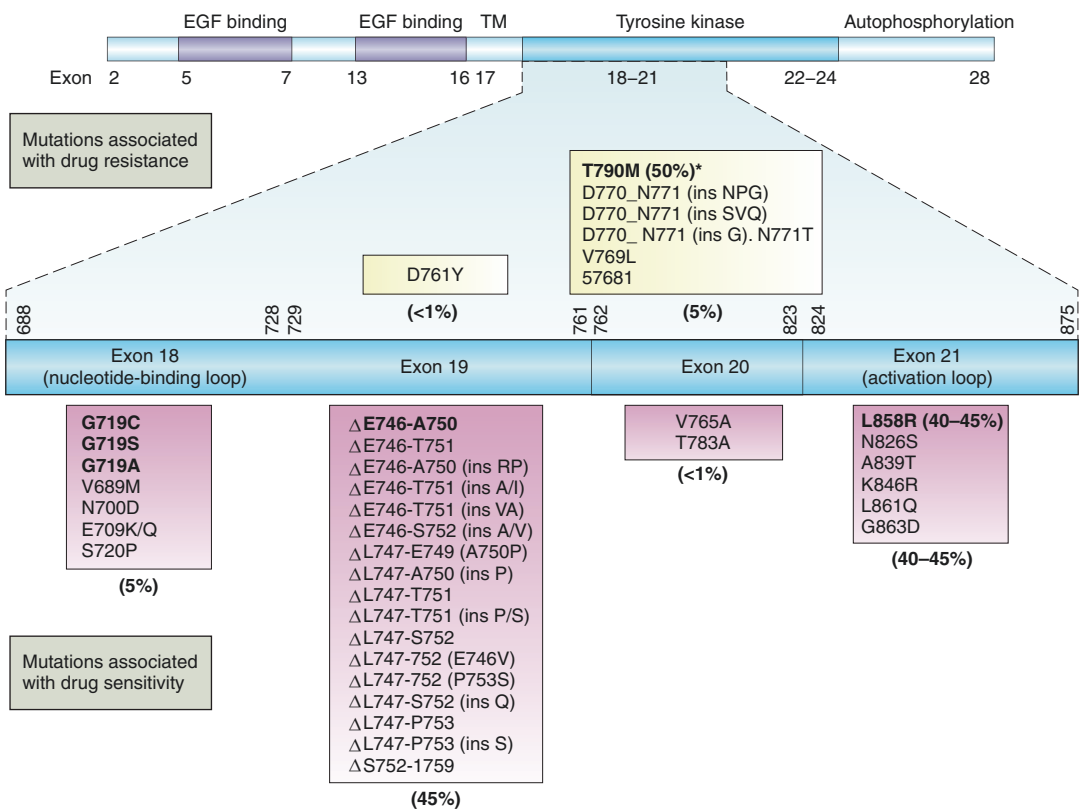 EGF binding EGF binding TM Tyrosine kinase Autophosphorylation
Exon 2 5 7 13 16 17 18–21 22–24 28
Mutations associated
with drug resistance
T790M (50%)*
D770_N771 (ins NPG)
D770_N771 (ins SVQ)
D770_ N771 (ins G). N771T
V769L
57681
D761Y
(<1%)
(5%)
688 728 729 761 762 823 824 875
Exon 18
(nucleotide-binding loop)
Exon 19
Exon 20
Exon 21
(activation loop)
G719C
G719S
G719A
V689M
N700D
E709K/Q
S720P
(5%)
ΔE746-A750
ΔE746-T751
ΔE746-A750 (ins RP)
ΔE746-T751 (ins A/I)
ΔE746-T751 (ins VA)
ΔE746-S752 (ins A/V)
ΔL747-E749 (A750P)
ΔL747-A750 (ins P)
ΔL747-T751
ΔL747-T751 (ins P/S)
ΔL747-S752
ΔL747-752 (E746V)
ΔL747-752 (P753S)
ΔL747-S752 (ins Q)
ΔL747-P753
ΔL747-P753 (ins S)
ΔS752-1759
(45%)
V765A
T783A
(<1%)
L858R (40–45%)
N826S
A839T
K846R
L861Q
G863D
(40–45%)
Mutations associated
with drug sensitivity